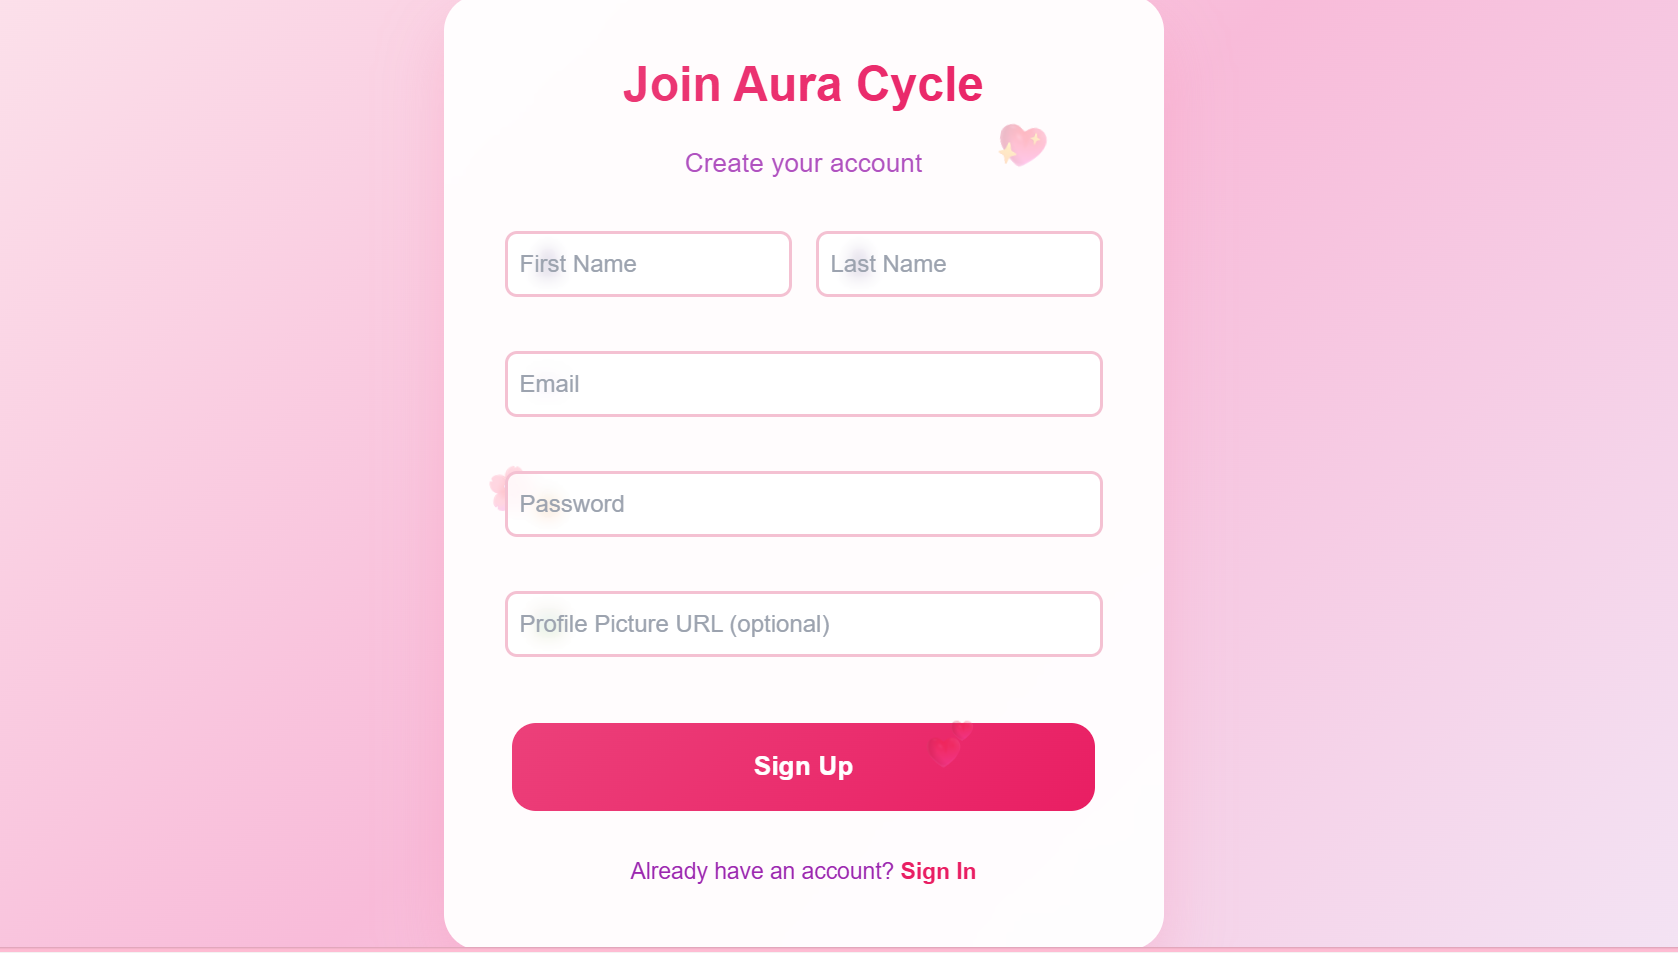 Join Aura Cycle
Create your account
First Name
Last Name
Email
Password
Profile Picture URL (optional)
Sign Up
Already have an account? Sign In